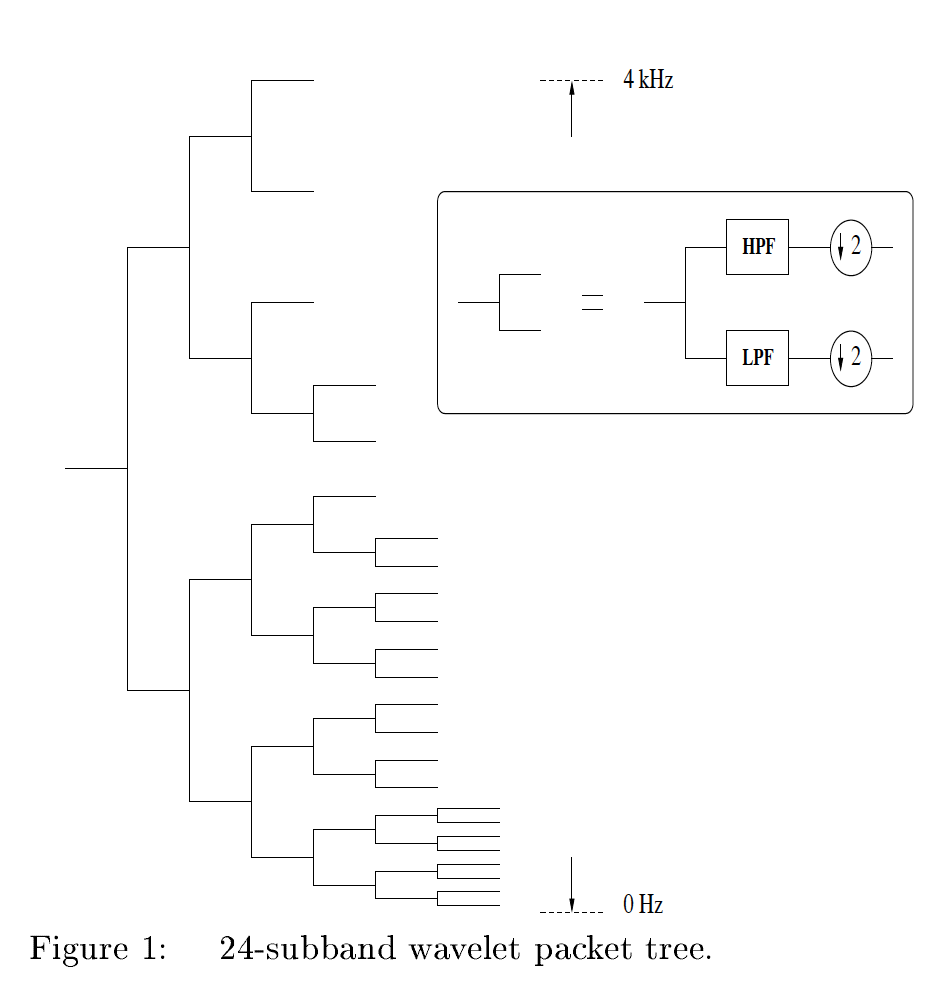 4 kHz
HPF
2
LPF
2
0 Hz
Figure 1: 24-subband wavelet packet tree.